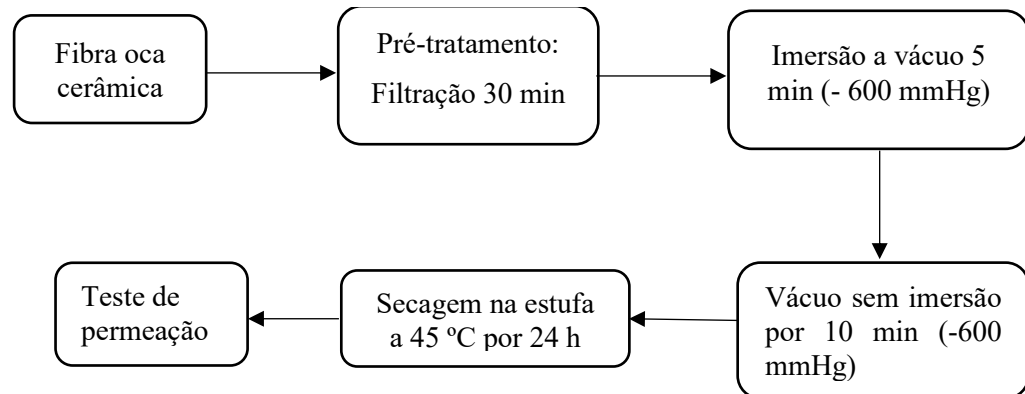 Fibra oca
cerâmica
Pré-tratamento:
Filtração 30 min
Imersão a vácuo 5
min (- 600 mmHg)
Vácuo sem imersão
por 10 min (-600
mmHg)
Secagem na estufa
a 45 ºC por 24 h
Teste de
permeação